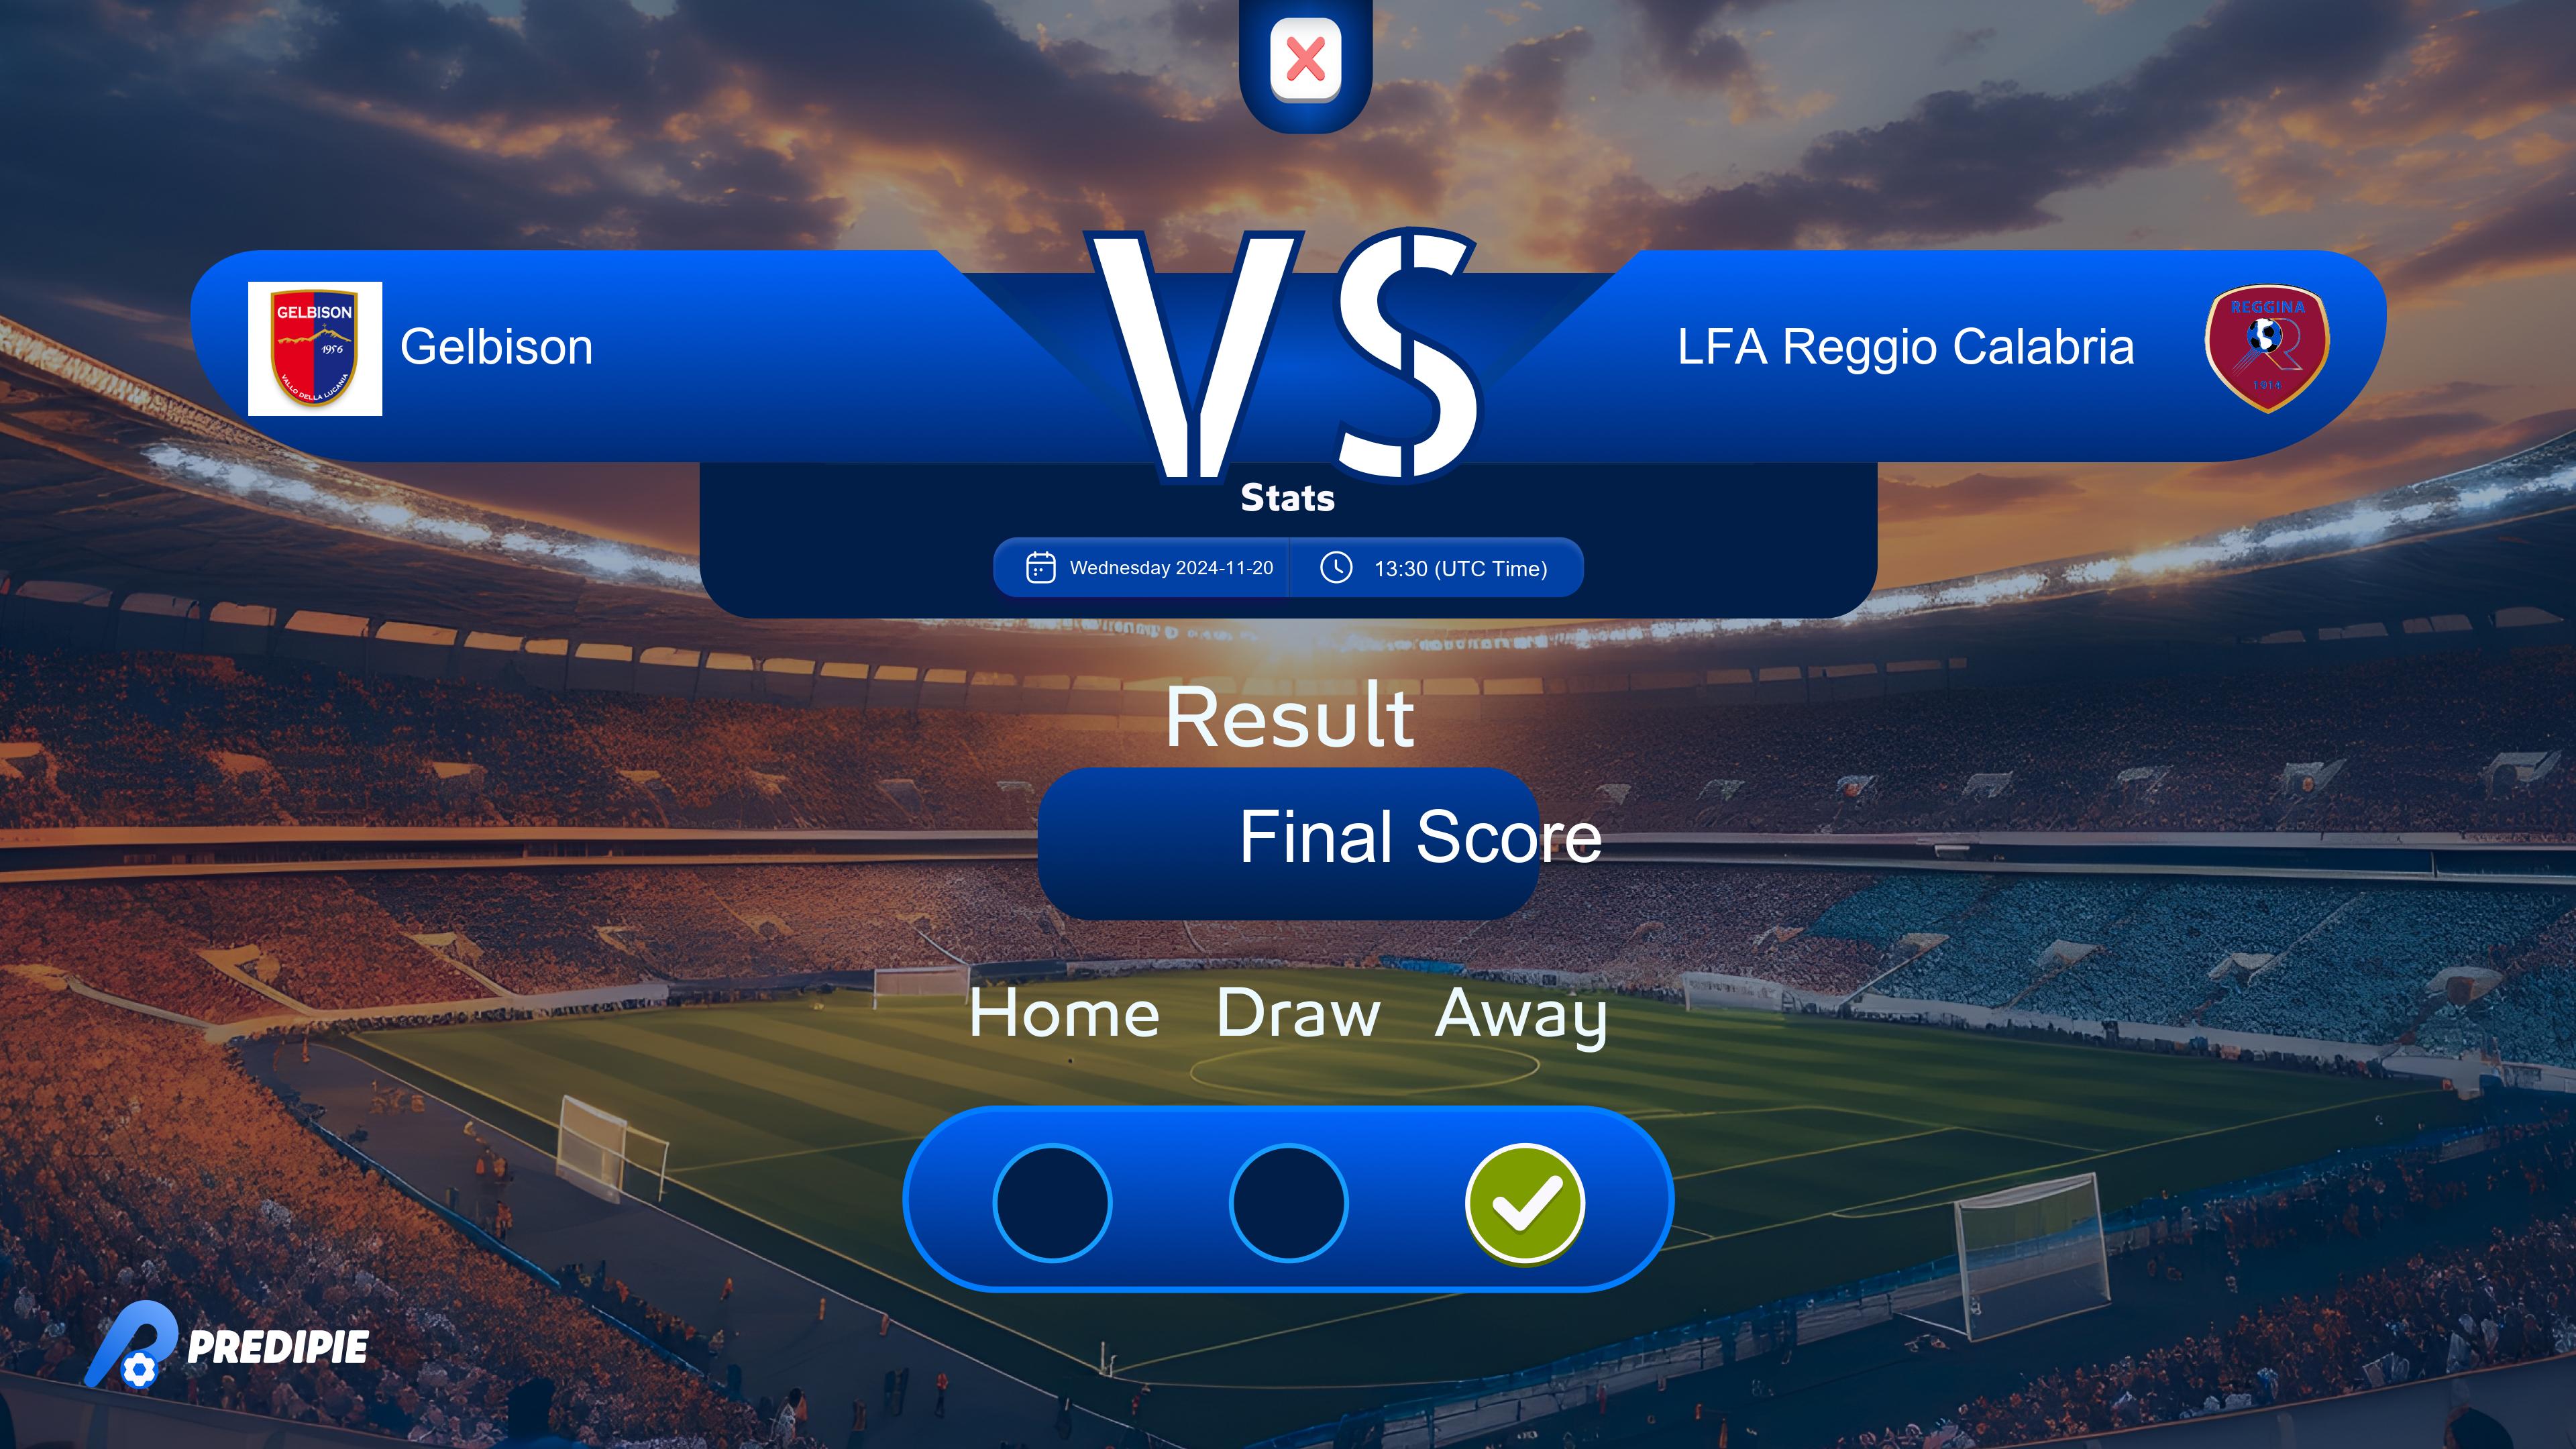 VS
GELBISON
1956
VALLO DELLA LUCANIA
Gelbison
LFA Reggio Calabria
REGGINA
R
1914
Stats
Wednesday 2024-11-20
13:30 (UTC Time)
Result
Final Score
Home Draw Away
PREDIPIE